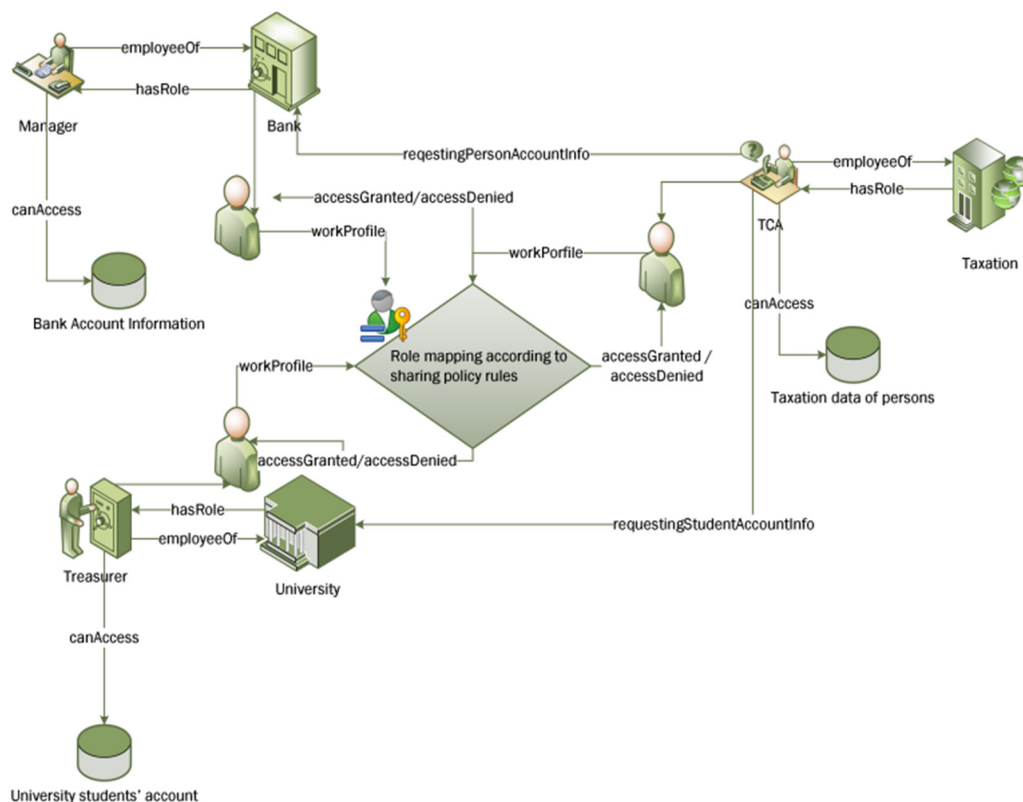 employeeOf
hasRole
Manager
Bank
reqestingPersonAccountInfo
?
employeeOf
hasRole
TCA
Taxation
canAccess
accessGranted/accessDenied
workProfile
workPorfile
Bank Account Information
canAccess
Role mapping according to
sharing policy rules
accessGranted /
accessDenied
workProfile
Taxation data of persons
accessGranted/accessDenied
hasRole
employeeOf
requestingStudentAccountInfo
Treasurer
University
canAccess
University students' account